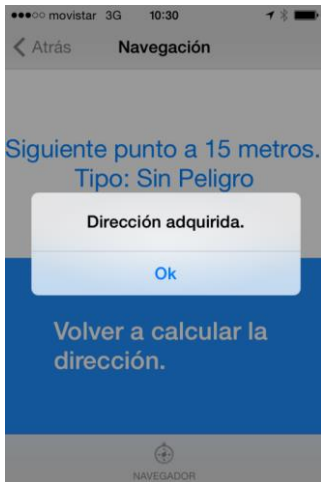 movistar 3G 10:30
Atrás Navegación
Siguiente punto a 15 metros.
Tipo: Sin Peligro
Dirección adquirida.
Ok
Volver a calcular la
dirección.
NAVEGADOR